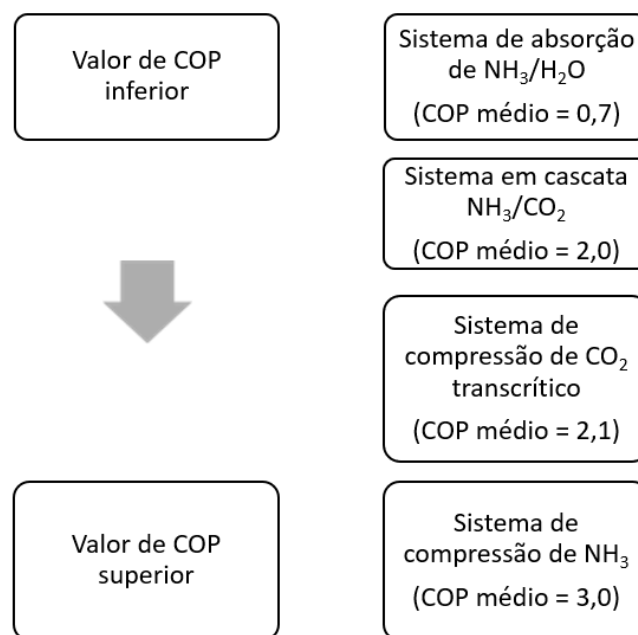 Valor de COP
inferior
Sistema de absorção
de NH₃/H₂O
(COP médio = 0,7)
Sistema em cascata
NH₃/CO₂
(COP médio = 2,0)
Sistema de
compressão de CO₂
transcrítico
(COP médio = 2,1)
Valor de COP
superior
Sistema de
compressão de NH₃
(COP médio = 3,0)